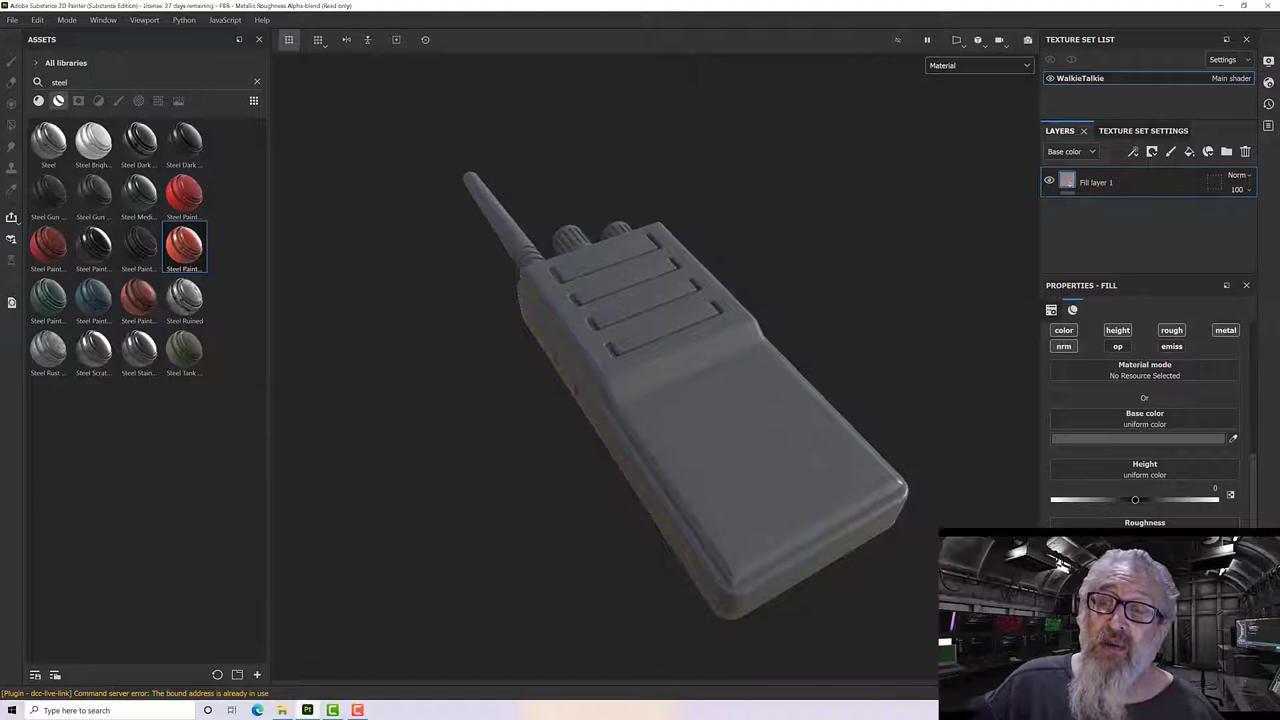 Adobe Substance 3D Painter (Substance Edition) - License: 27 days remaining - PBR - Metallic Roughness Alpha-blend (Read only)
File Edit Mode Window Viewport Python JavaScript Help
ASSETS
All libraries
steel
Steel Steel Brigh... Steel Dark ... Steel Dark ...
Steel Gun ... Steel Gun ... Steel Medi... Steel Paint...
Steel Paint... Steel Paint... Steel Paint... Steel Paint...
Steel Paint... Steel Paint... Steel Paint... Steel Ruined
Steel Rust ... Steel Scrat... Steel Stain... Steel Tank ...
Material
TEXTURE SET LIST
Settings
WalkieTalkie Main shader
LAYERS TEXTURE SET SETTINGS
Base color
Fill layer 1
Norm
100
PROPERTIES - FILL
color height rough metal
nrm op emiss
Material mode
No Resource Selected
Or
Base color
uniform color
Height
uniform color
0
Roughness
[Plugin - dcc-live-link] Command server error: The bound address is already in use
Type here to search
Pt